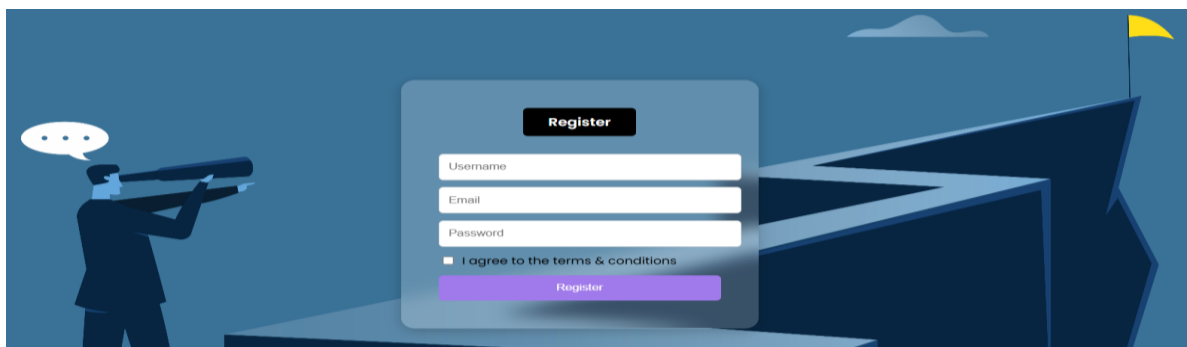 Register
Username
Email
Password
I agree to the terms & conditions
Register